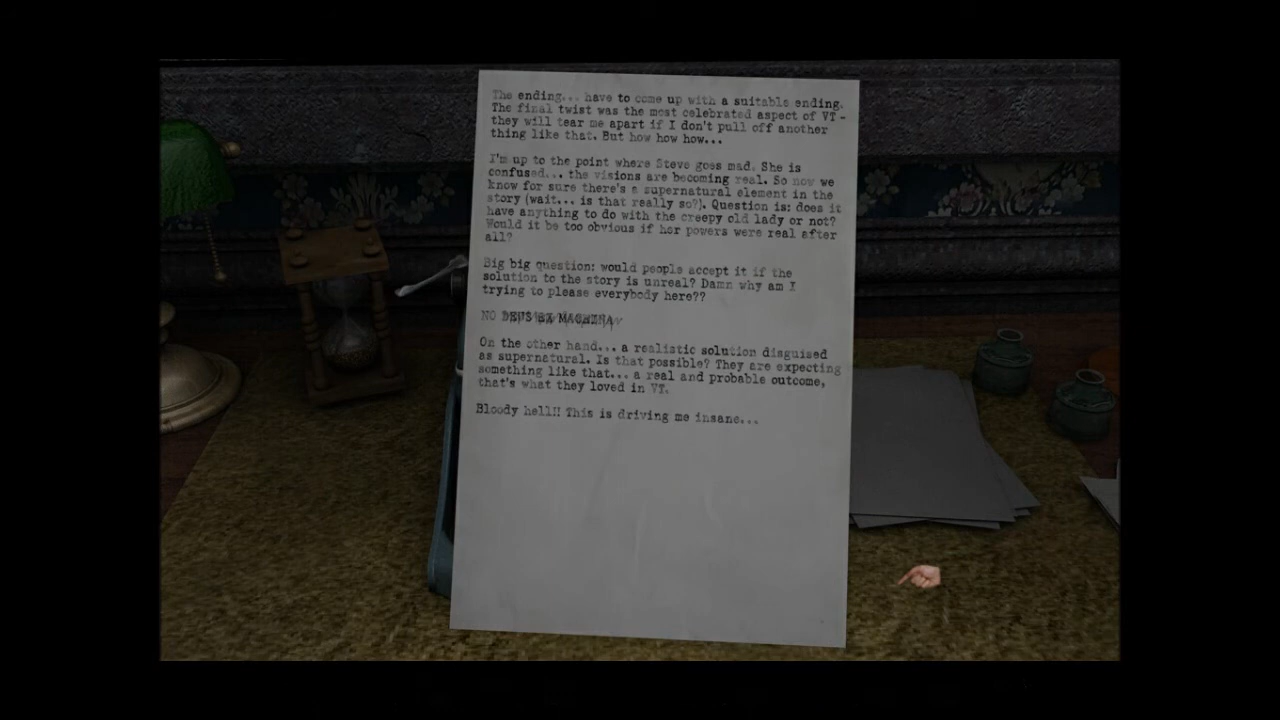 The ending... have to come up with a suitable ending.
The final twist was the most celebrated aspect of VT -
they will tear me apart if I don't pull off another
thing like that. But how how how...
I'm up to the point where Steve goes mad. She is
confused... the visions are becoming real. So now we
know for sure there's a supernatural element in the
story (wait... is that really so?). Question is: does it
have anything to do with the creepy old lady or not?
Would it be too obvious if her powers were real after
all?
Big big question: would people accept it if the
solution to the story is unreal? Damn why am I
trying to please everybody here??
NO DEUS EX MACHINA
On the other hand... a realistic solution disguised
as supernatural. Is that possible? They are expecting
something like that... a real and probable outcome,
that's what they loved in VT.
Bloody hell!! This is driving me insane...